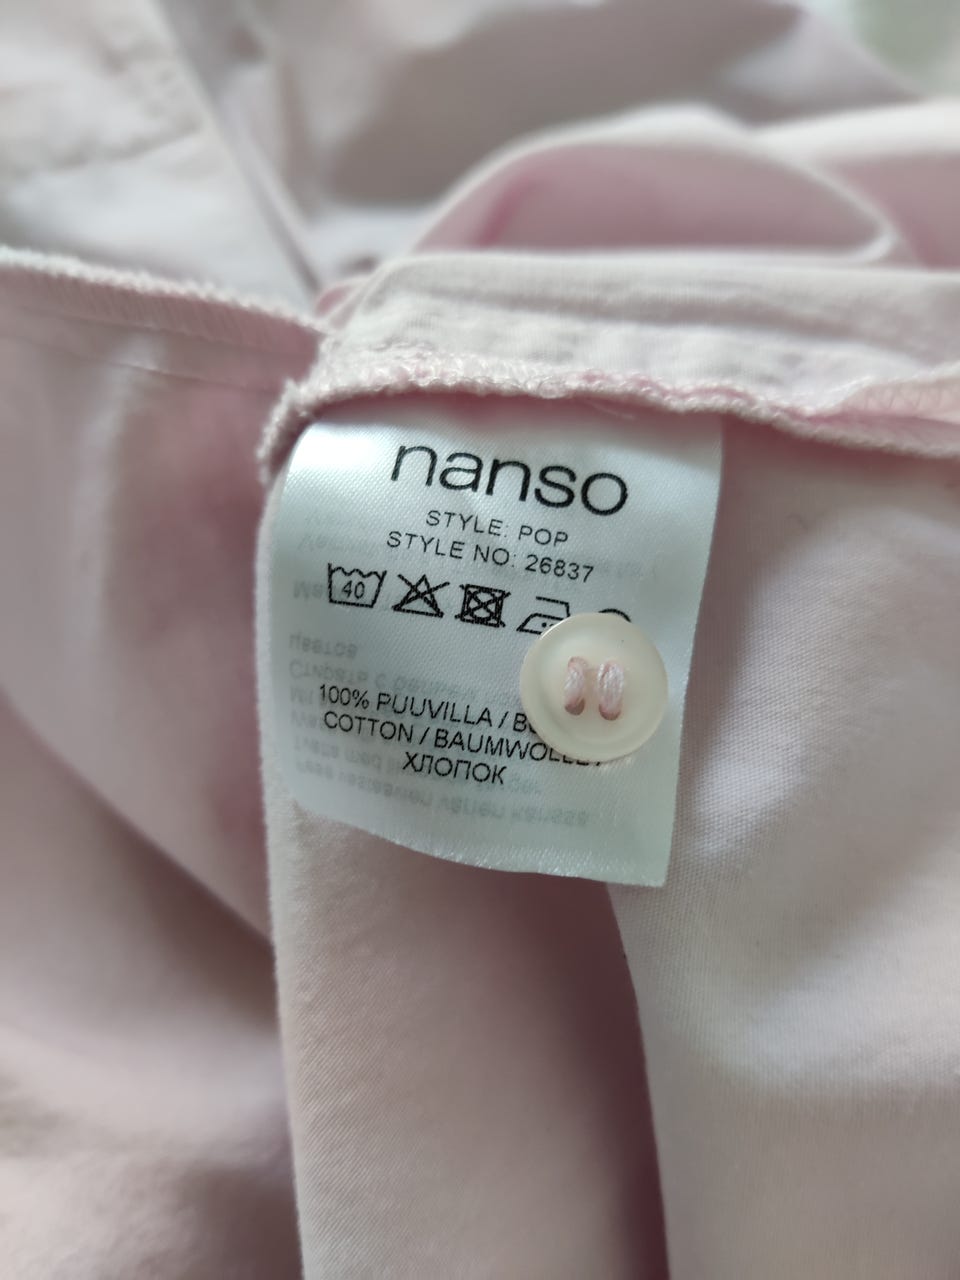 nanso
STYLE: POP
STYLE NO: 26837
40
100% PUUVILLA /
COTTON / BAUMWOLLE /
ХЛОПОК